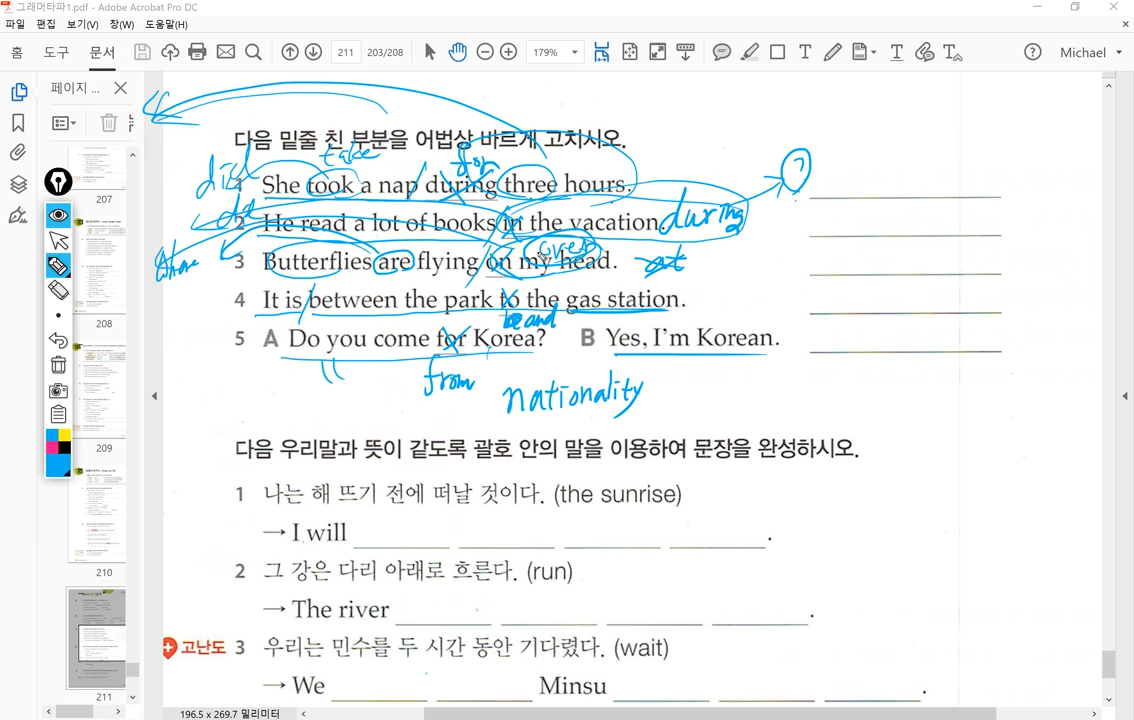 그래머타파1.pdf - Adobe Acrobat Pro DC
파일 편집 보기(V) 창(W) 도움말(H)
홈 도구 문서 211 203/208 179% Michael
페이지 ...
다음 밑줄 친 부분을 어법상 바르게 고치시오.
did take for
1 She took a nap during three hours.
2 He read a lot of books in the vacation. during
3 Butterflies are flying on my head. over
4 It is between the park to the gas station.
and
5 A Do you come for Korea? B Yes, I'm Korean.
from nationality
다음 우리말과 뜻이 같도록 괄호 안의 말을 이용하여 문장을 완성하시오.
1 나는 해 뜨기 전에 떠날 것이다. (the sunrise)
→ I will .
2 그 강은 다리 아래로 흐른다. (run)
→ The river .
고난도 3 우리는 민수를 두 시간 동안 기다렸다. (wait)
→ We Minsu .
207
208
209
210
211
196.5 x 269.7 밀리미터